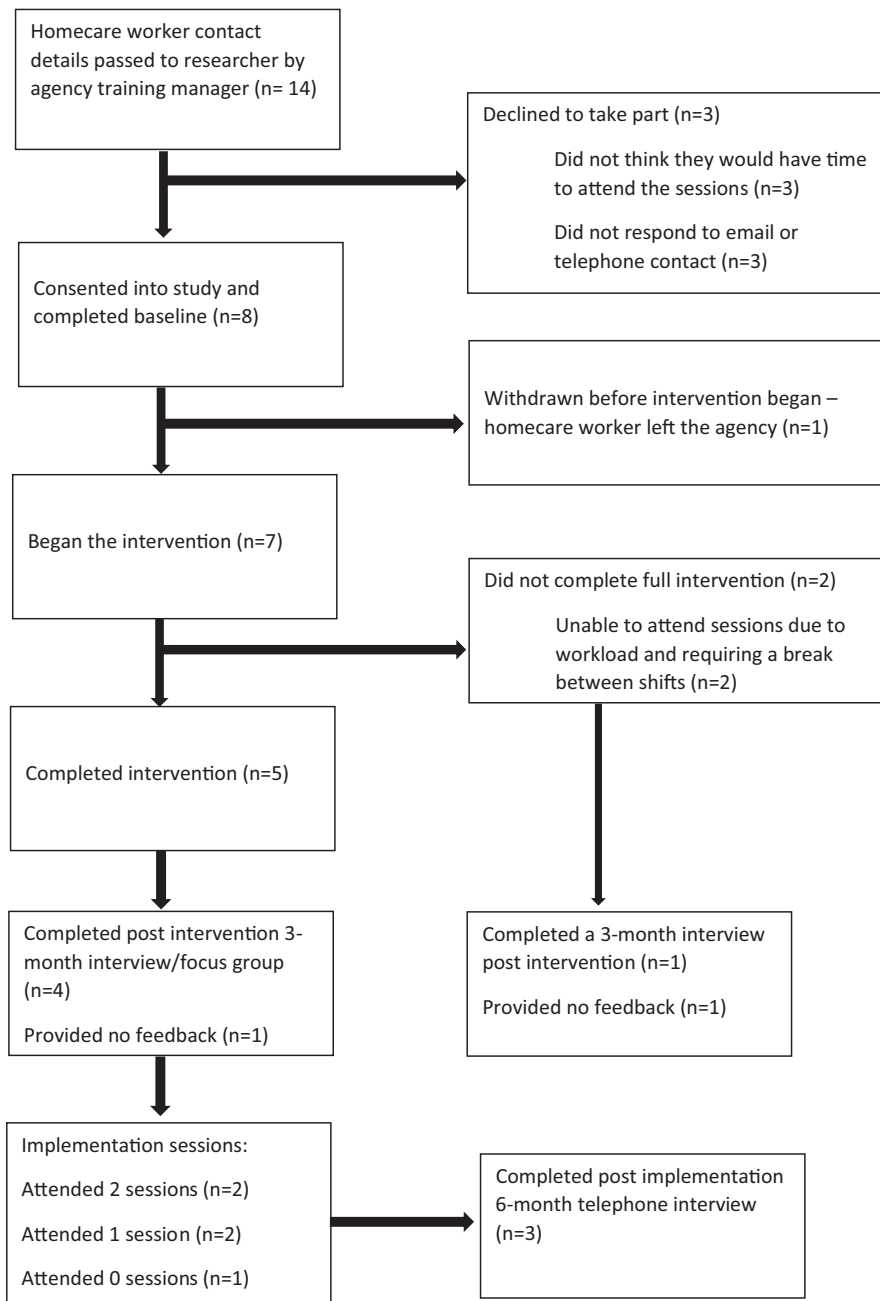 Homecare worker contact
details passed to researcher by
agency training manager (n= 14)
Declined to take part (n=3)
Did not think they would have time
to attend the sessions (n=3)
Did not respond to email or
telephone contact (n=3)
Consented into study and
completed baseline (n=8)
Withdrawn before intervention began –
homecare worker left the agency (n=1)
Began the intervention (n=7)
Did not complete full intervention (n=2)
Unable to attend sessions due to
workload and requiring a break
between shifts (n=2)
Completed intervention (n=5)
Completed post intervention 3-
month interview/focus group
(n=4)
Provided no feedback (n=1)
Completed a 3-month interview
post intervention (n=1)
Provided no feedback (n=1)
Implementation sessions:
Attended 2 sessions (n=2)
Attended 1 session (n=2)
Attended 0 sessions (n=1)
Completed post implementation
6-month telephone interview
(n=3)